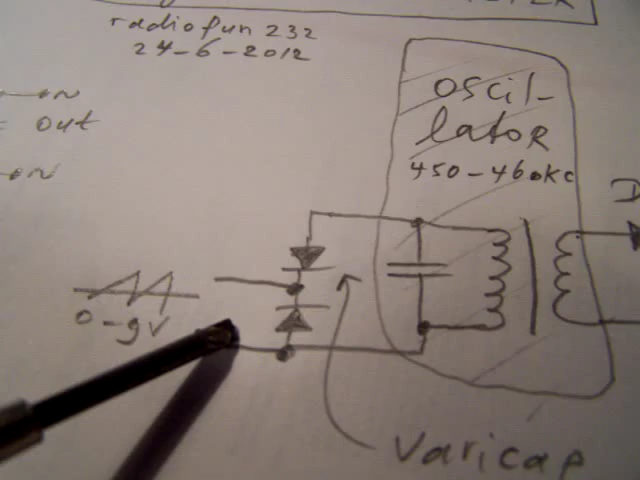 radiofun 232
24-6-2012
out
OSCIL-
lator
450-460KC
D
0-9V
Varicap